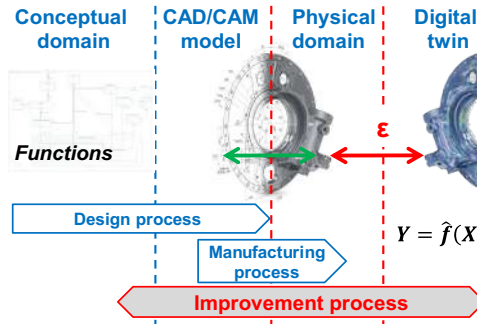 Conceptual domain
CAD/CAM model
Physical domain
Digital twin
Functions
ε
Design process
Y = f̂(X
Manufacturing process
Improvement process